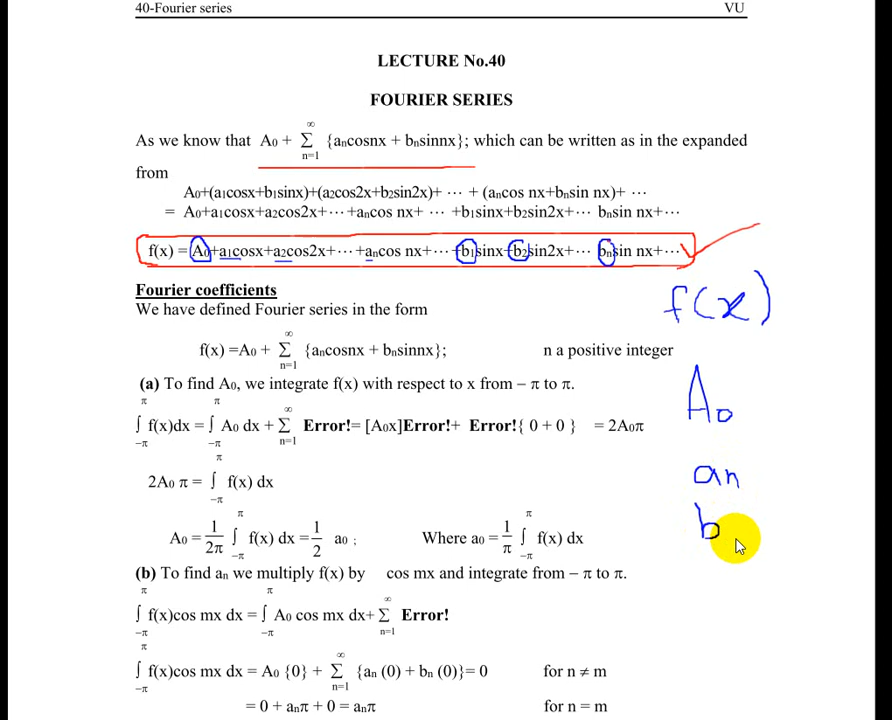 40-Fourier series VU
LECTURE No.40
FOURIER SERIES
As we know that A₀ + ∞ Σ n=1 {aₙcosnx + bₙsinnx}; which can be written as in the expanded
from
A₀+(a₁cosx+b₁sinx)+(a₂cos2x+b₂sin2x)+ ··· + (aₙcos nx+bₙsin nx)+ ···
= A₀+a₁cosx+a₂cos2x+···+aₙcos nx+ ··· +b₁sinx+b₂sin2x+··· bₙsin nx+···
f(x) = A₀+a₁cosx+a₂cos2x+··· +aₙcos nx+··· +b₁sinx+b₂sin2x+··· bₙsin nx+···
Fourier coefficients
f(x)
We have defined Fourier series in the form
f(x) =A₀ + ∞ Σ n=1 {aₙcosnx + bₙsinnx}; n a positive integer
(a) To find A₀, we integrate f(x) with respect to x from – π to π.
A₀
π ∫ –π f(x)dx = π ∫ –π A₀ dx + ∞ Σ n=1 Error!= [A₀x]Error!+ Error!{ 0 + 0 } = 2A₀π
2A₀ π = π ∫ –π f(x) dx
an
b
A₀ = 1/2π π ∫ –π f(x) dx = 1/2 a₀ ; Where a₀ = 1/π π ∫ –π f(x) dx
(b) To find aₙ we multiply f(x) by cos mx and integrate from – π to π.
π ∫ –π f(x)cos mx dx = π ∫ –π A₀ cos mx dx+ ∞ Σ n=1 Error!
π ∫ –π f(x)cos mx dx = A₀ {0} + ∞ Σ n=1 {aₙ (0) + bₙ (0)}= 0 for n ≠ m
= 0 + aₙπ + 0 = aₙπ for n = m